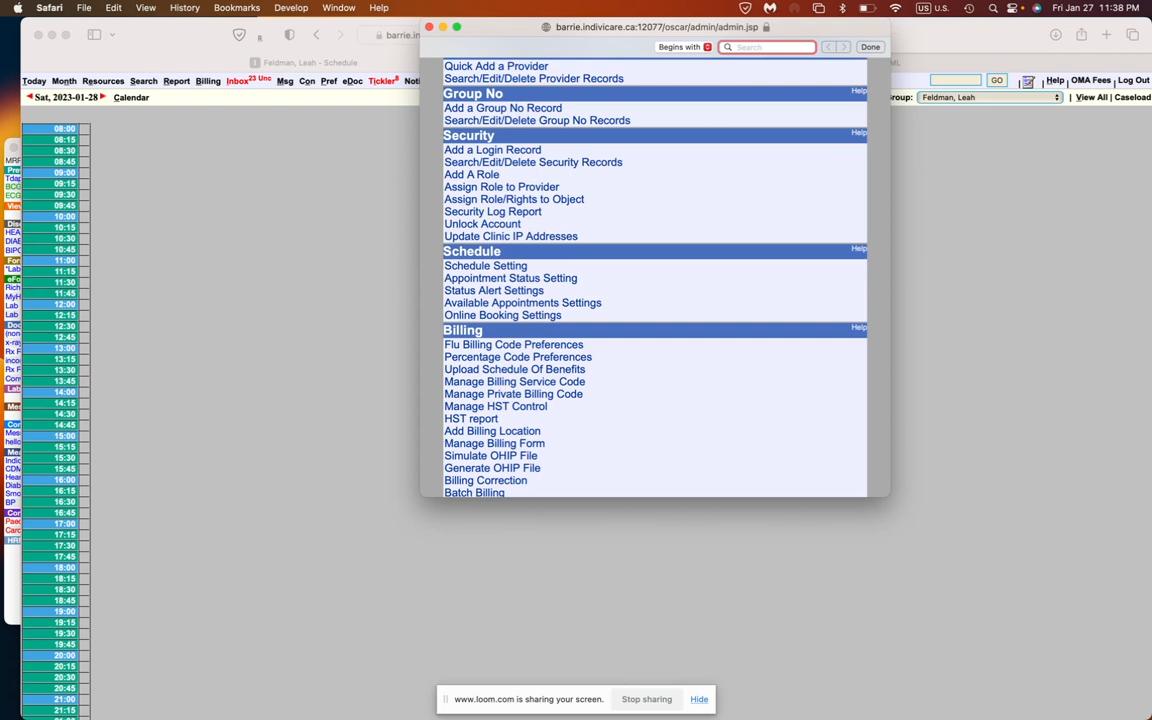 Safari File Edit View History Bookmarks Develop Window Help
US U.S. Fri Jan 27 11:38 PM
barrie.in
barrie.indivicare.ca:12077/oscar/admin/admin.jsp
Feldman, Leah - Schedule
Begins with Search Done
Today Month Resources Search Report Billing Inbox23 Unc Msg Con Pref eDoc Tickler8 Noti
GO Help OMA Fees | Log Out
Sat, 2023-01-28 Calendar
Group: Feldman, Leah | View All | Caseload
Quick Add a Provider
Search/Edit/Delete Provider Records
Group No Help
Add a Group No Record
Search/Edit/Delete Group No Records
Security Help
Add a Login Record
Search/Edit/Delete Security Records
Add A Role
Assign Role to Provider
Assign Role/Rights to Object
Security Log Report
Unlock Account
Update Clinic IP Addresses
Schedule Help
Schedule Setting
Appointment Status Setting
Status Alert Settings
Available Appointments Settings
Online Booking Settings
Billing Help
Flu Billing Code Preferences
Percentage Code Preferences
Upload Schedule Of Benefits
Manage Billing Service Code
Manage Private Billing Code
Manage HST Control
HST report
Add Billing Location
Manage Billing Form
Simulate OHIP File
Generate OHIP File
Billing Correction
Batch Billing
08:00
08:15
08:30
08:45
09:00
09:15
09:30
09:45
10:00
10:15
10:30
10:45
11:00
11:15
11:30
11:45
12:00
12:15
12:30
12:45
13:00
13:15
13:30
13:45
14:00
14:15
14:30
14:45
15:00
15:15
15:30
15:45
16:00
16:15
16:30
16:45
17:00
17:15
17:30
17:45
18:00
18:15
18:30
18:45
19:00
19:15
19:30
19:45
20:00
20:15
20:30
20:45
21:00
21:15
www.loom.com is sharing your screen. Stop sharing Hide